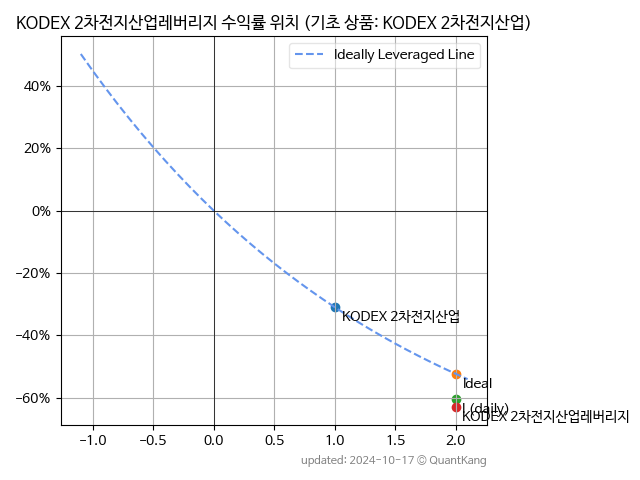 KODEX 2차전지산업레버리지 수익률 위치 (기초 상품: KODEX 2차전지산업)
Ideally Leveraged Line
40%
20%
0%
−20%
−40%
−60%
KODEX 2차전지산업
Ideal
(daily)
KODEX 2차전지산업레버리지
−1.0 −0.5 0.0 0.5 1.0 1.5 2.0
updated: 2024-10-17 © QuantKang